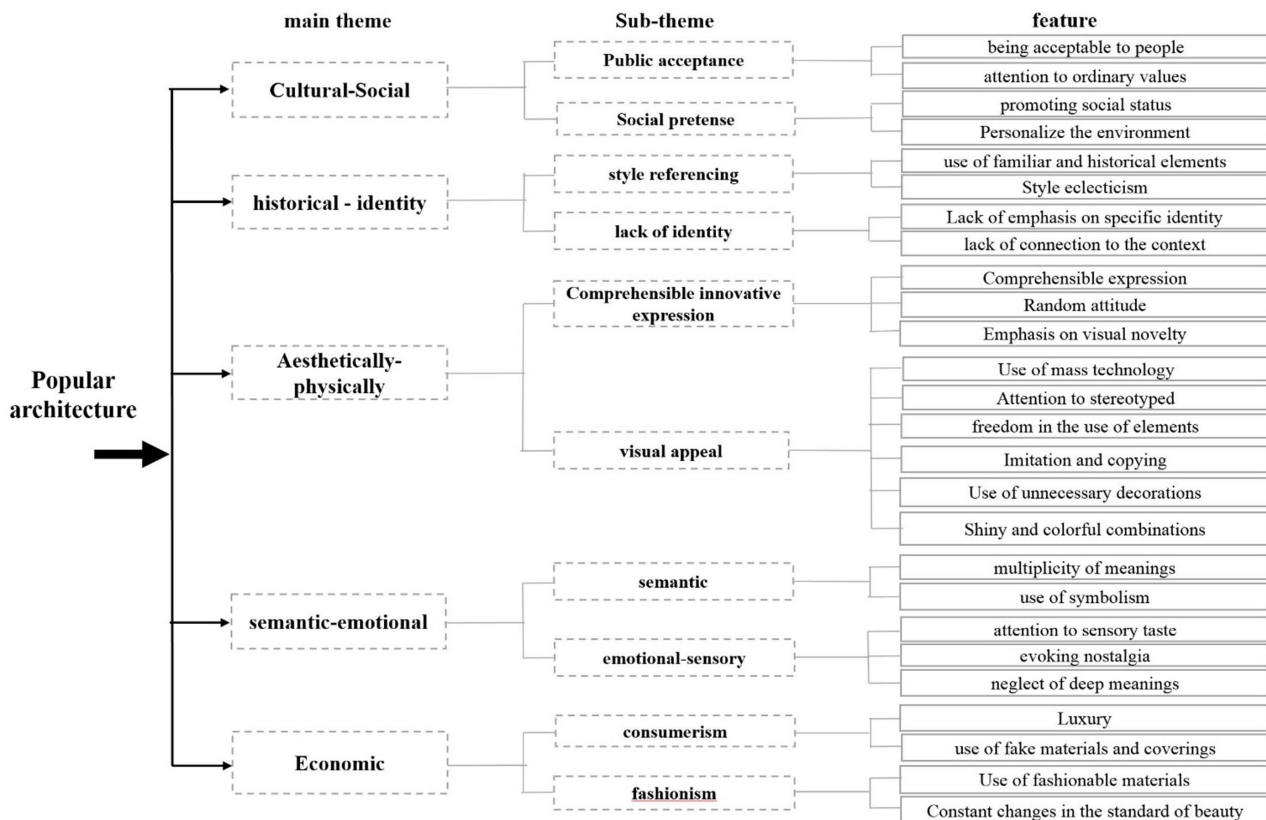 main theme
Sub-theme
feature
Popular
architecture
Cultural-Social
Public acceptance
being acceptable to people
attention to ordinary values
Social pretense
promoting social status
Personalize the environment
historical - identity
style referencing
use of familiar and historical elements
Style eclecticism
lack of identity
Lack of emphasis on specific identity
lack of connection to the context
Aesthetically-
physically
Comprehensible innovative
expression
Comprehensible expression
Random attitude
Emphasis on visual novelty
visual appeal
Use of mass technology
Attention to stereotyped
freedom in the use of elements
Imitation and copying
Use of unnecessary decorations
Shiny and colorful combinations
semantic-emotional
semantic
multiplicity of meanings
use of symbolism
emotional-sensory
attention to sensory taste
evoking nostalgia
neglect of deep meanings
Economic
consumerism
Luxury
use of fake materials and coverings
fashionism
Use of fashionable materials
Constant changes in the standard of beauty